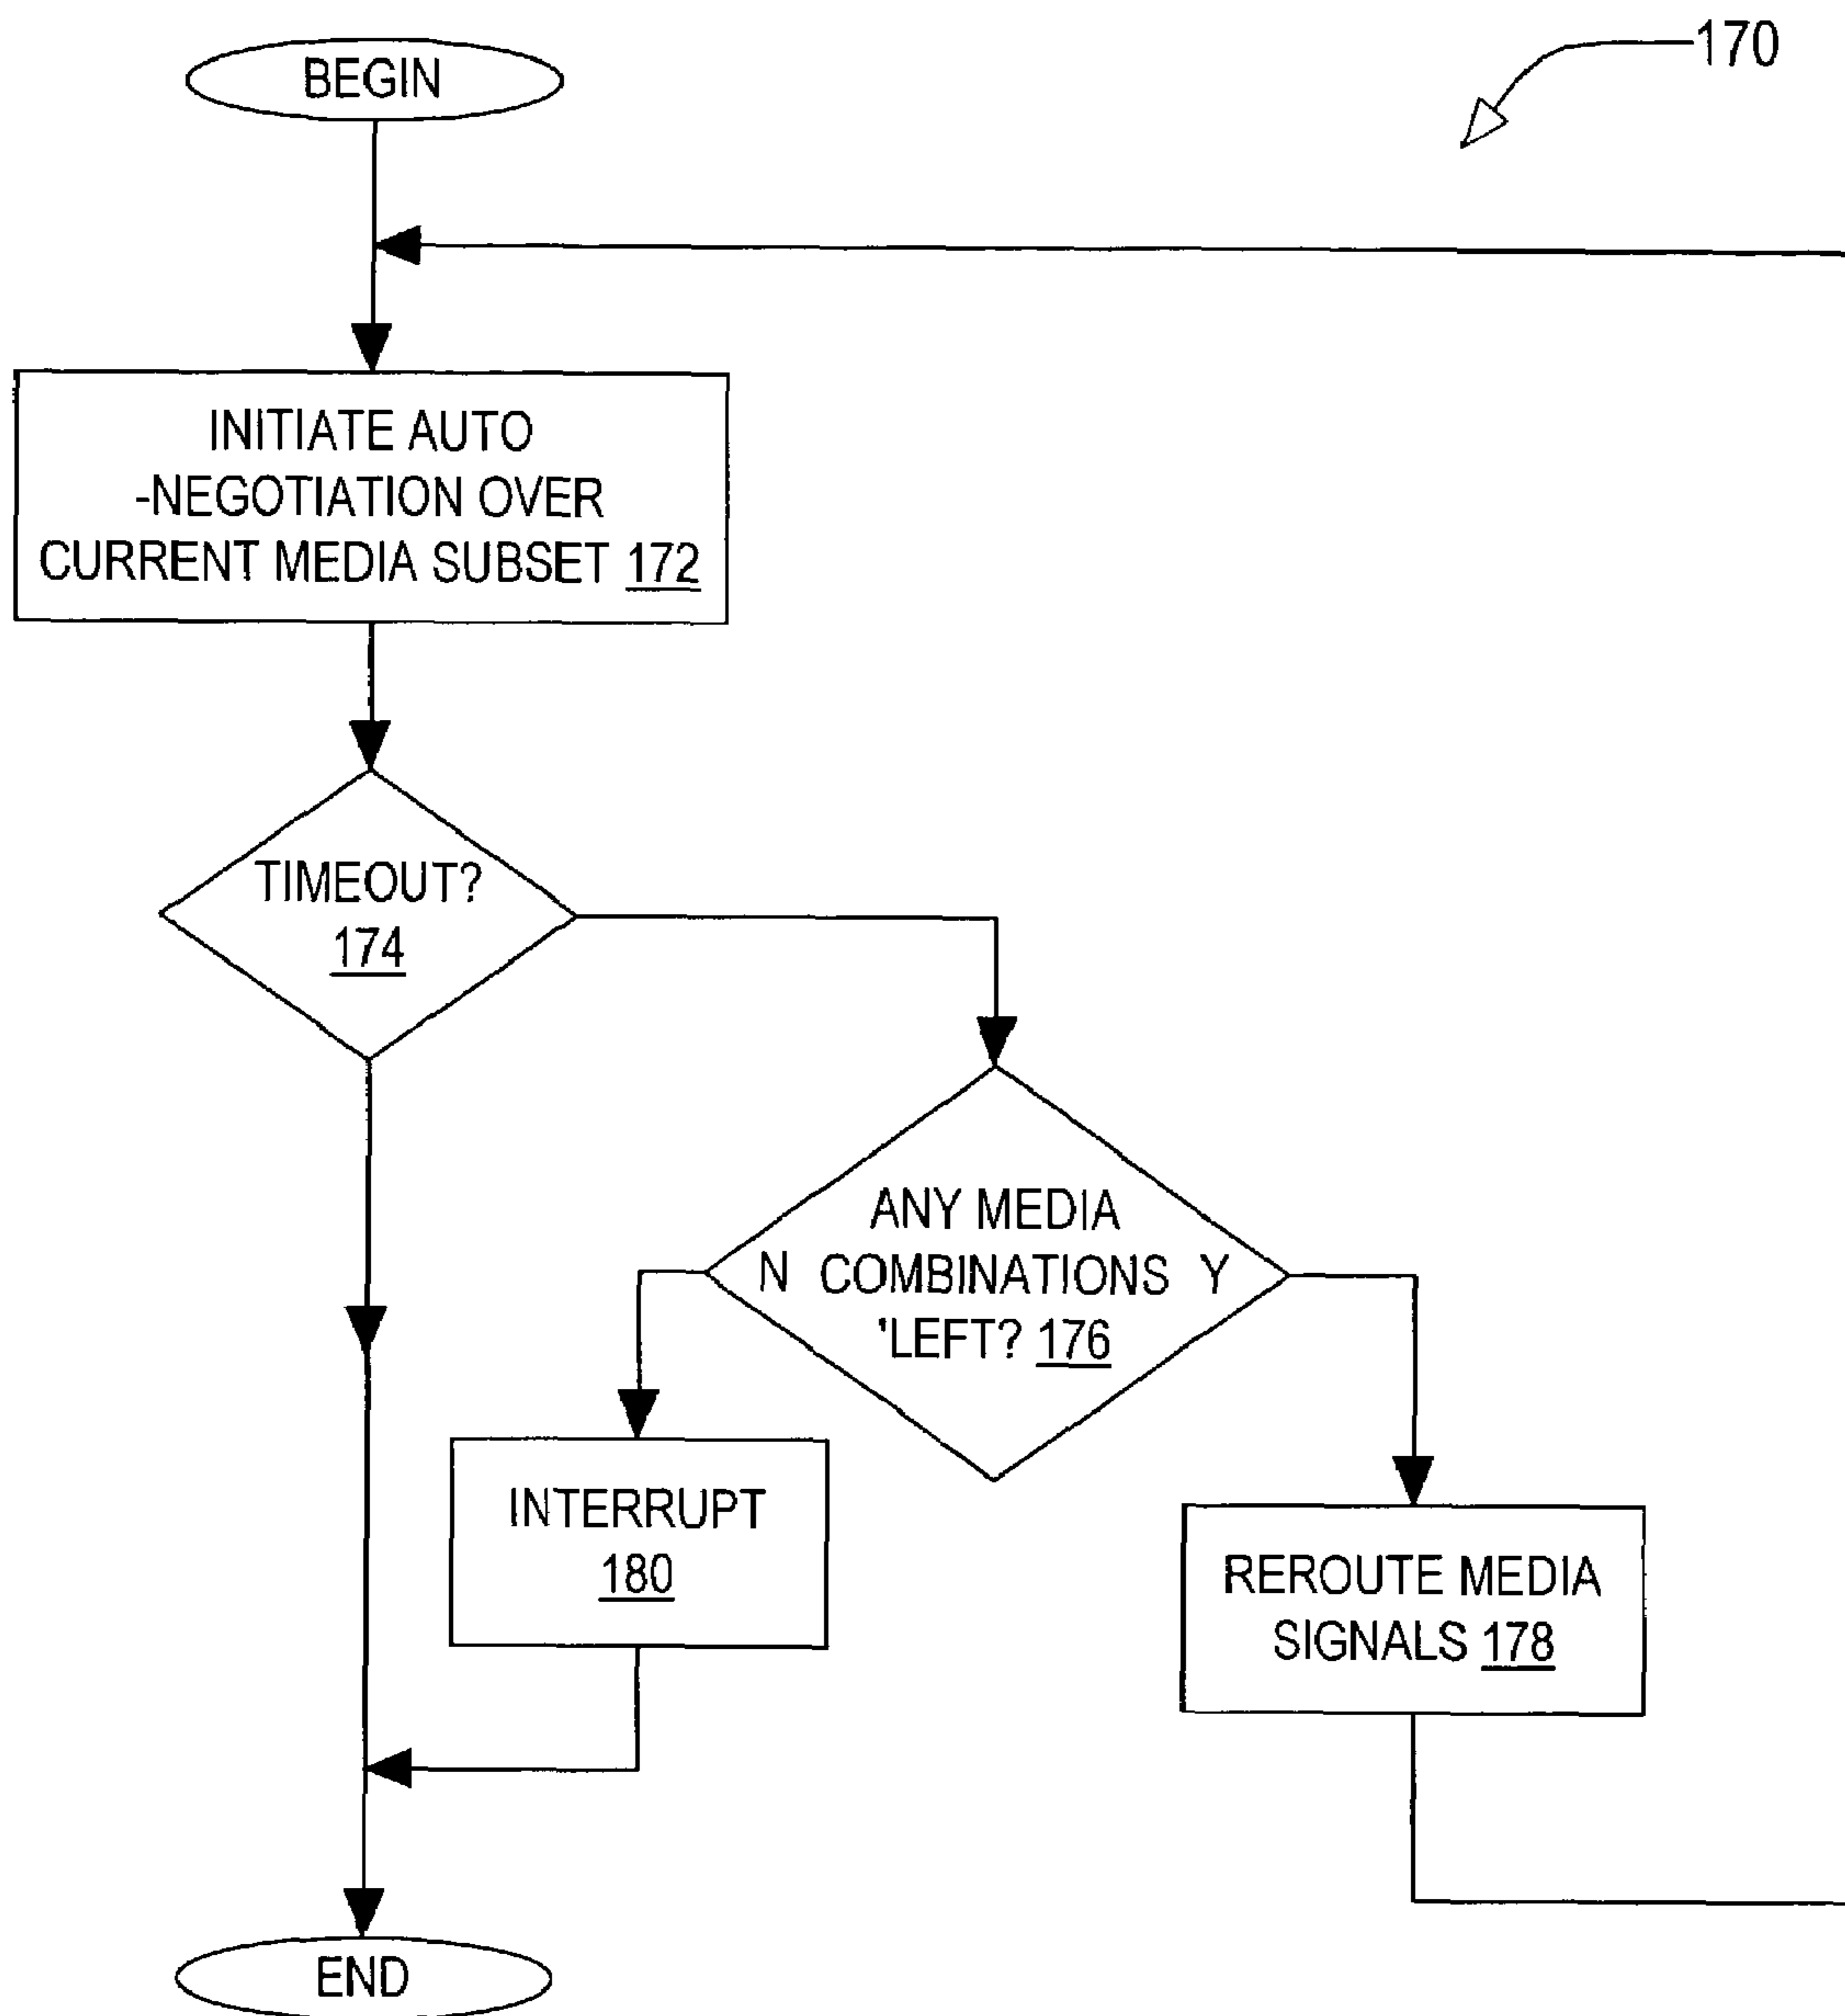 170
BEGIN
INITIATE AUTO
-NEGOTIATION OVER
CURRENT MEDIA SUBSET 172
TIMEOUT?
174
ANY MEDIA
N COMBINATIONS Y
'LEFT? 176
INTERRUPT
180
REROUTE MEDIA
SIGNALS 178
END